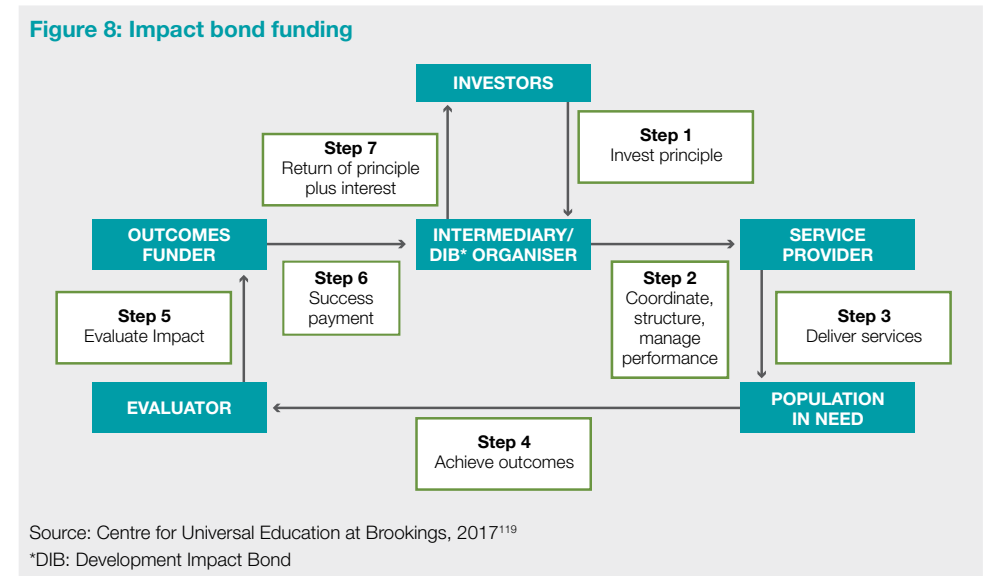 Figure 8: Impact bond funding
INVESTORS
Step 7
Return of principle
plus interest
Step 1
Invest principle
OUTCOMES
FUNDER
INTERMEDIARY/
DIB* ORGANISER
SERVICE
PROVIDER
Step 5
Evaluate Impact
Step 6
Success
payment
Step 2
Coordinate,
structure,
manage
performance
Step 3
Deliver services
EVALUATOR
POPULATION
IN NEED
Step 4
Achieve outcomes
Source: Centre for Universal Education at Brookings, 2017¹¹⁹
*DIB: Development Impact Bond